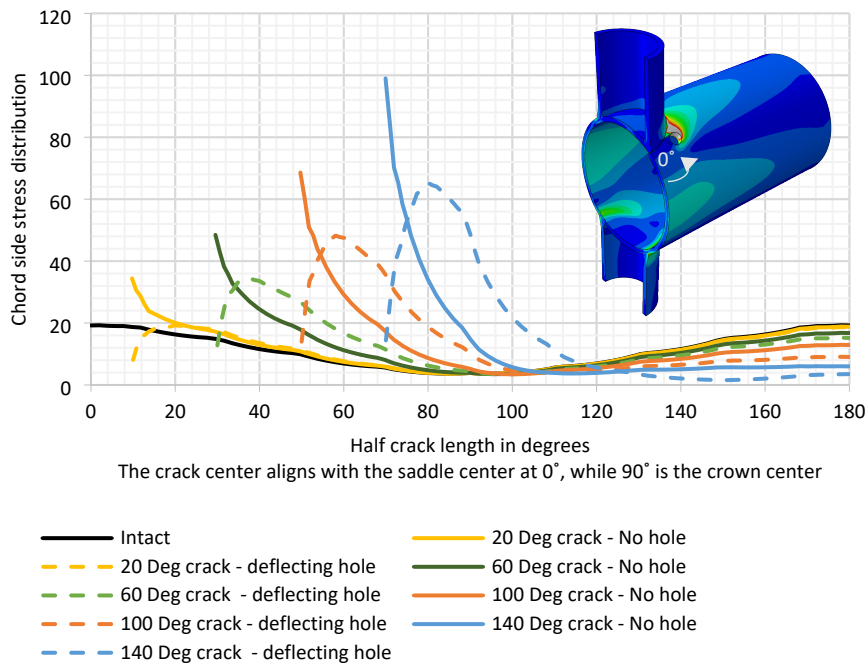 Chord side stress distribution
120
100
80
60
40
20
0
0˚
0 20 40 60 80 100 120 140 160 180
Half crack length in degrees
The crack center aligns with the saddle center at 0˚, while 90˚ is the crown center
Intact
20 Deg crack - No hole
20 Deg crack - deflecting hole
60 Deg crack - No hole
60 Deg crack - deflecting hole
100 Deg crack - No hole
100 Deg crack - deflecting hole
140 Deg crack - No hole
140 Deg crack - deflecting hole